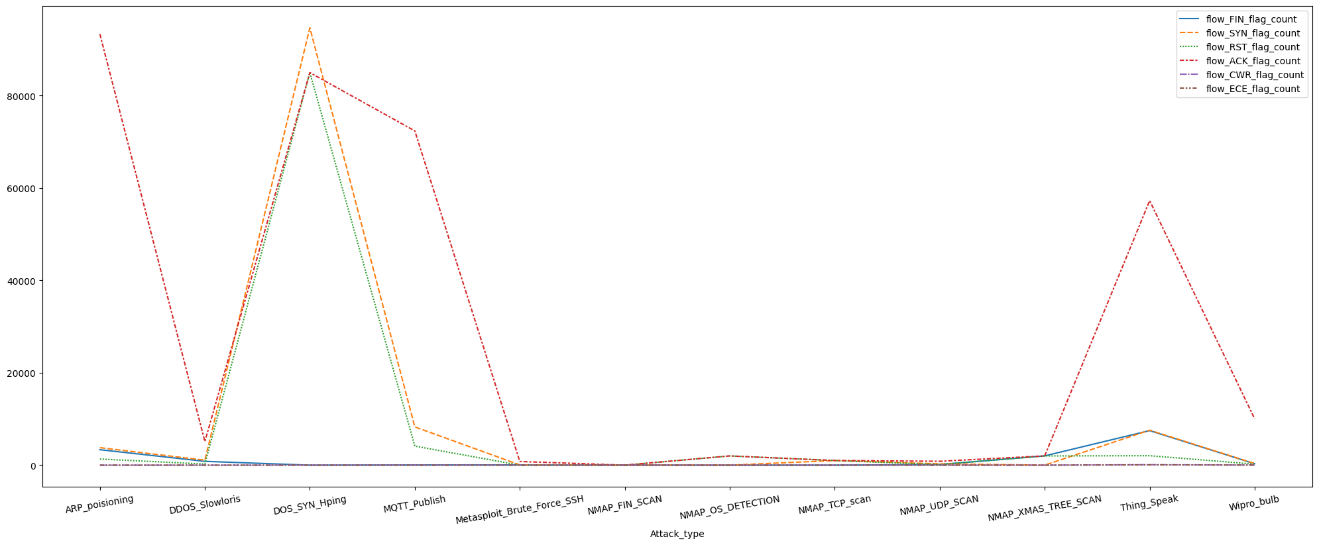 flow_FIN_flag_count
flow_SYN_flag_count
flow_RST_flag_count
flow_ACK_flag_count
flow_CWR_flag_count
flow_ECE_flag_count
80000
60000
40000
20000
0
ARP_poisioning
DDOS_Slowloris
DOS_SYN_Hping
MQTT_Publish
Metasploit_Brute_Force_SSH
NMAP_FIN_SCAN
NMAP_OS_DETECTION
NMAP_TCP_scan
NMAP_UDP_SCAN
NMAP_XMAS_TREE_SCAN
Thing_Speak
Wipro_bulb
Attack_type